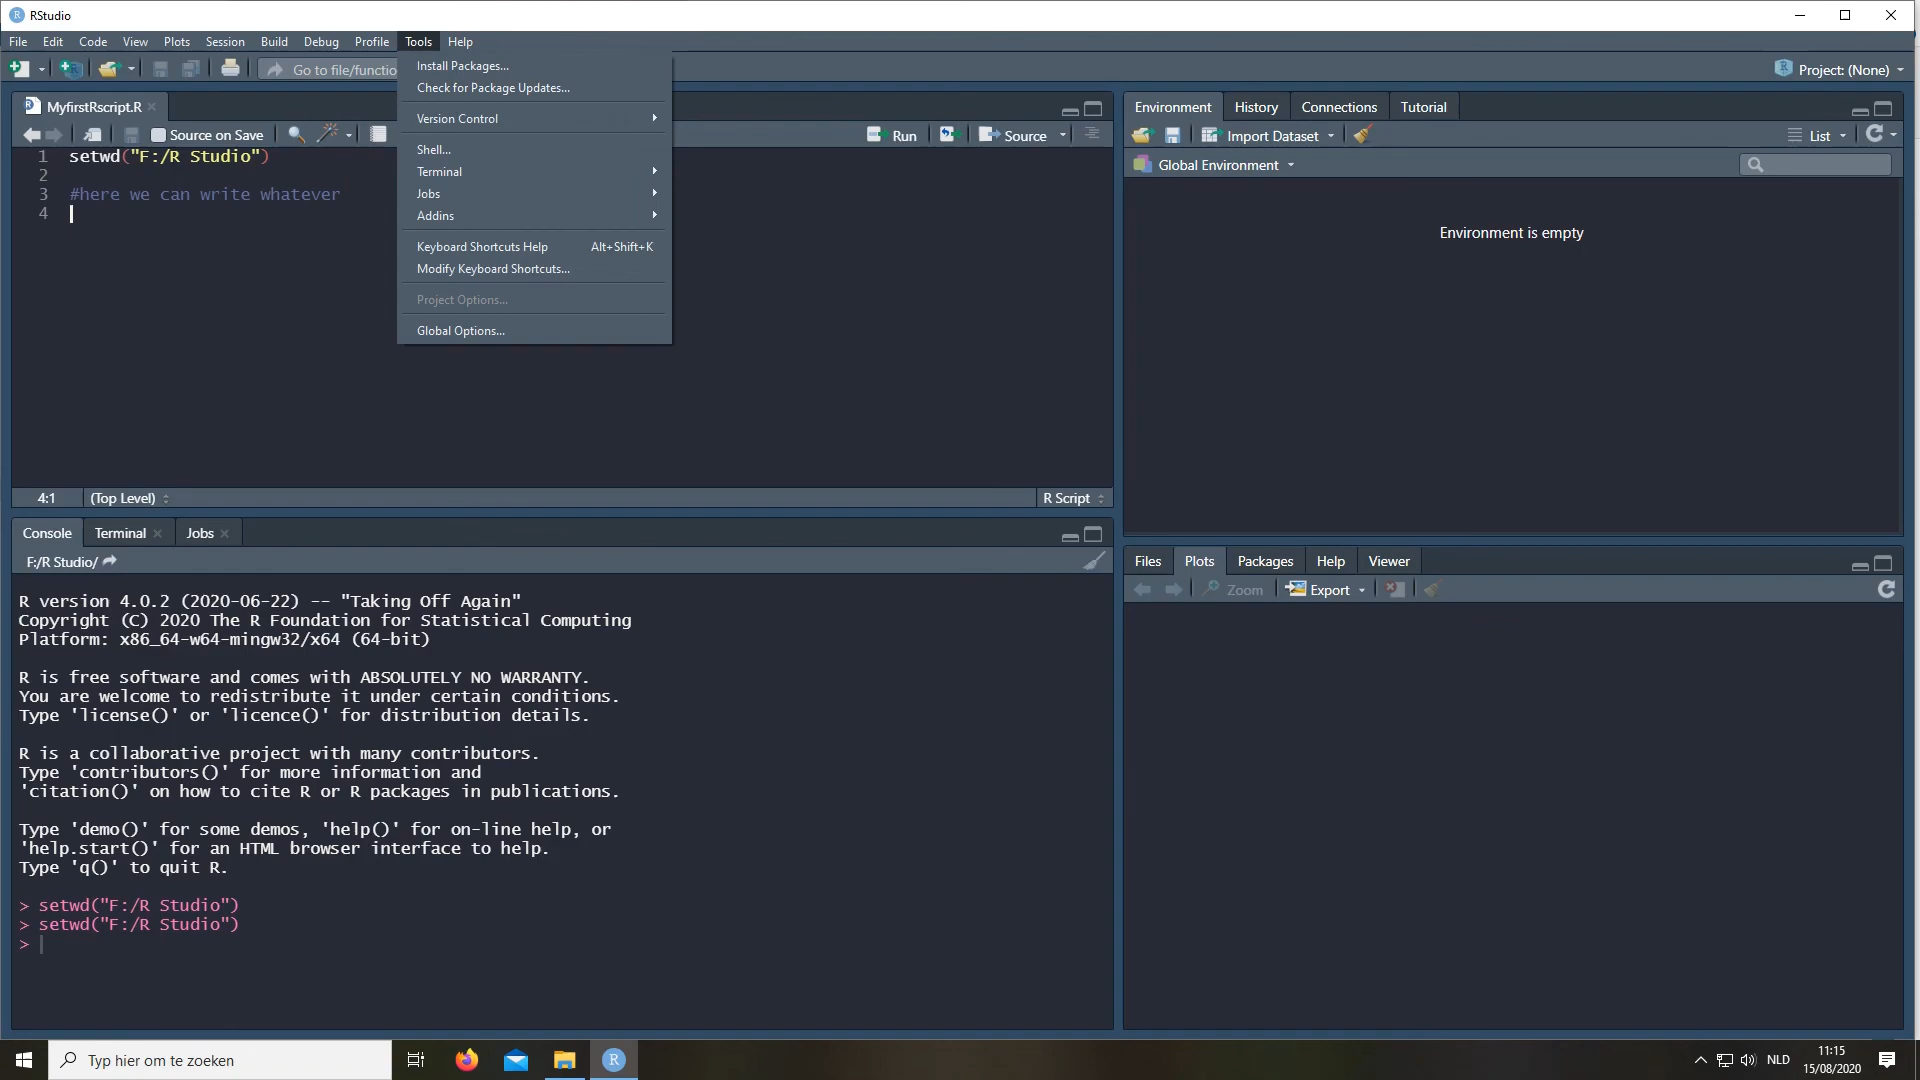 RStudio
File Edit Code View Plots Session Build Debug Profile Tools Help
Go to file/functio
Project: (None)
Install Packages...
Check for Package Updates...
Version Control
Shell...
Terminal
Jobs
Addins
Keyboard Shortcuts Help Alt+Shift+K
Modify Keyboard Shortcuts...
Project Options...
Global Options...
MyfirstRscript.R
Source on Save
Run
Source
1 setwd("F:/R Studio")
2
3 #here we can write whatever
4
4:1 (Top Level) R Script
Console Terminal Jobs
F:/R Studio/
R version 4.0.2 (2020-06-22) -- "Taking Off Again"
Copyright (C) 2020 The R Foundation for Statistical Computing
Platform: x86_64-w64-mingw32/x64 (64-bit)
R is free software and comes with ABSOLUTELY NO WARRANTY.
You are welcome to redistribute it under certain conditions.
Type 'license()' or 'licence()' for distribution details.
R is a collaborative project with many contributors.
Type 'contributors()' for more information and
'citation()' on how to cite R or R packages in publications.
Type 'demo()' for some demos, 'help()' for on-line help, or
'help.start()' for an HTML browser interface to help.
Type 'q()' to quit R.
> setwd("F:/R Studio")
> setwd("F:/R Studio")
>
Environment History Connections Tutorial
Import Dataset List
Global Environment
Environment is empty
Files Plots Packages Help Viewer
Zoom Export
Typ hier om te zoeken
NLD
11:15
15/08/2020